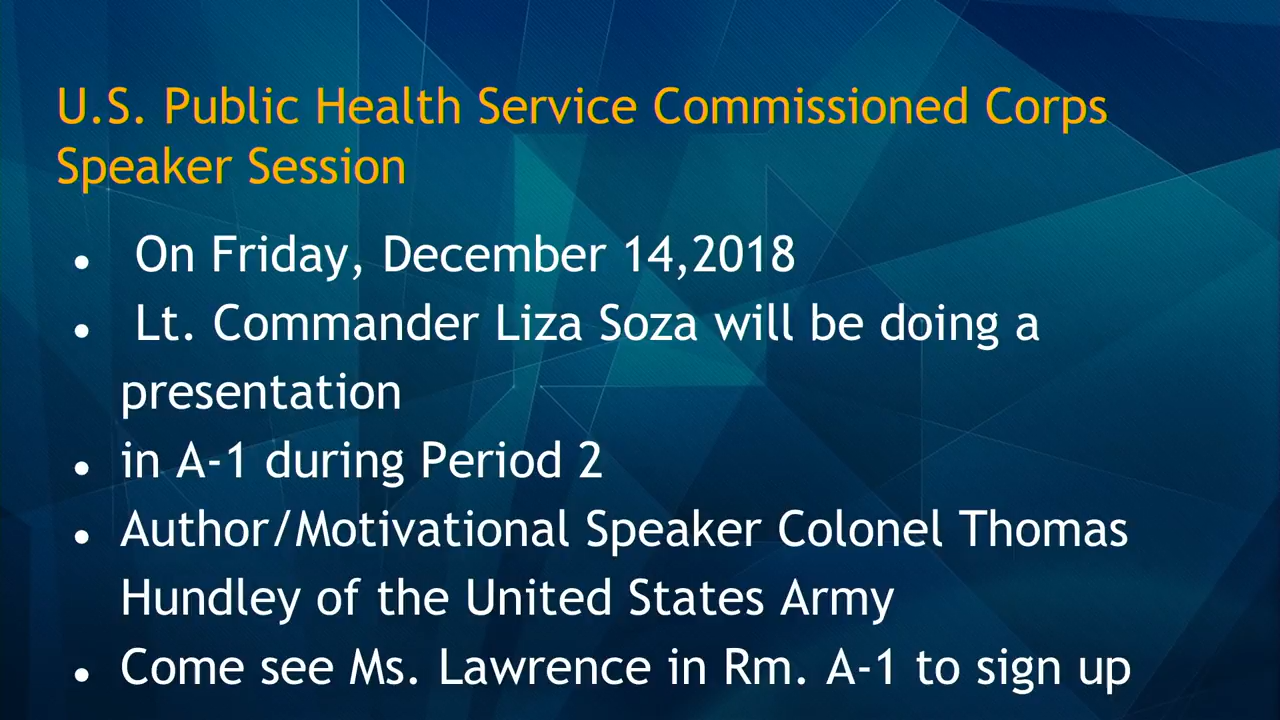 U.S. Public Health Service Commissioned Corps
Speaker Session
• On Friday, December 14,2018
• Lt. Commander Liza Soza will be doing a
presentation
• in A-1 during Period 2
• Author/Motivational Speaker Colonel Thomas
Hundley of the United States Army
• Come see Ms. Lawrence in Rm. A-1 to sign up